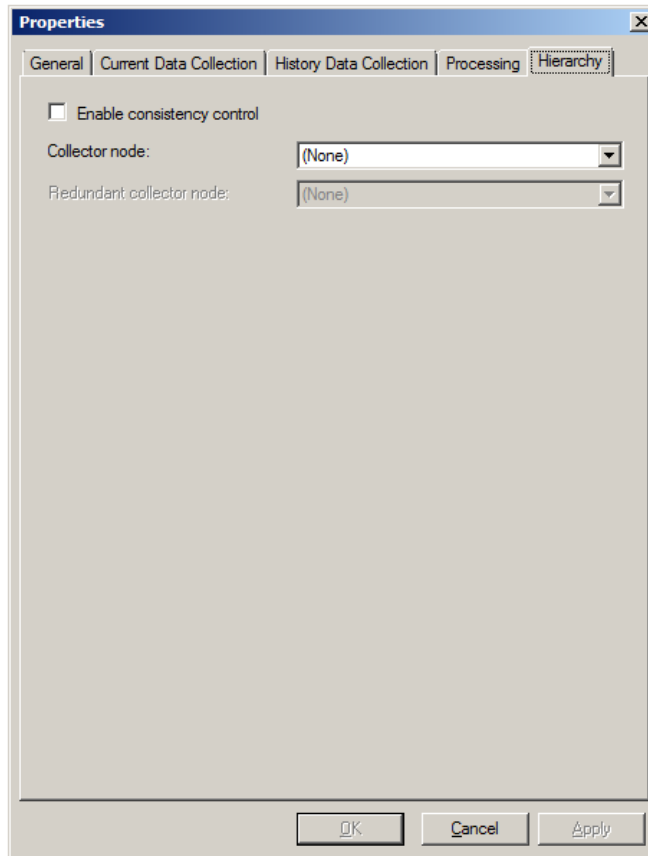 Properties
General Current Data Collection History Data Collection Processing Hierarchy
Enable consistency control
Collector node: (None)
Redundant collector node: (None)
OK Cancel Apply